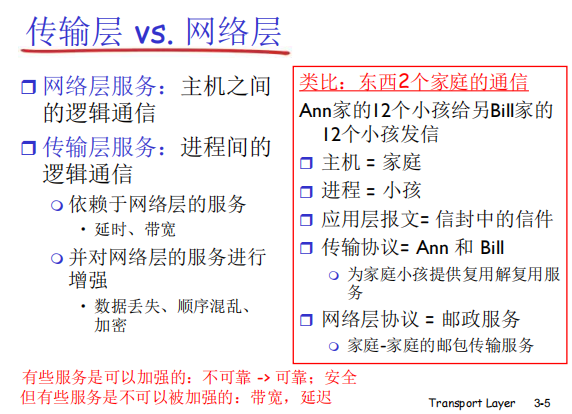 传输层 vs. 网络层
网络层服务：主机之间
的逻辑通信
传输层服务：进程间的
逻辑通信
依赖于网络层的服务
• 延时、带宽
并对网络层的服务进行
增强
• 数据丢失、顺序混乱、
加密
类比：东西2个家庭的通信
Ann家的12个小孩给另Bill家的
12个小孩发信
主机 = 家庭
进程 = 小孩
应用层报文= 信封中的信件
传输协议= Ann 和 Bill
为家庭小孩提供复用解复用服
务
网络层协议 = 邮政服务
家庭-家庭的邮包传输服务
有些服务是可以加强的：不可靠 -> 可靠；安全
但有些服务是不可以被加强的：带宽，延迟
Transport Layer 3-5